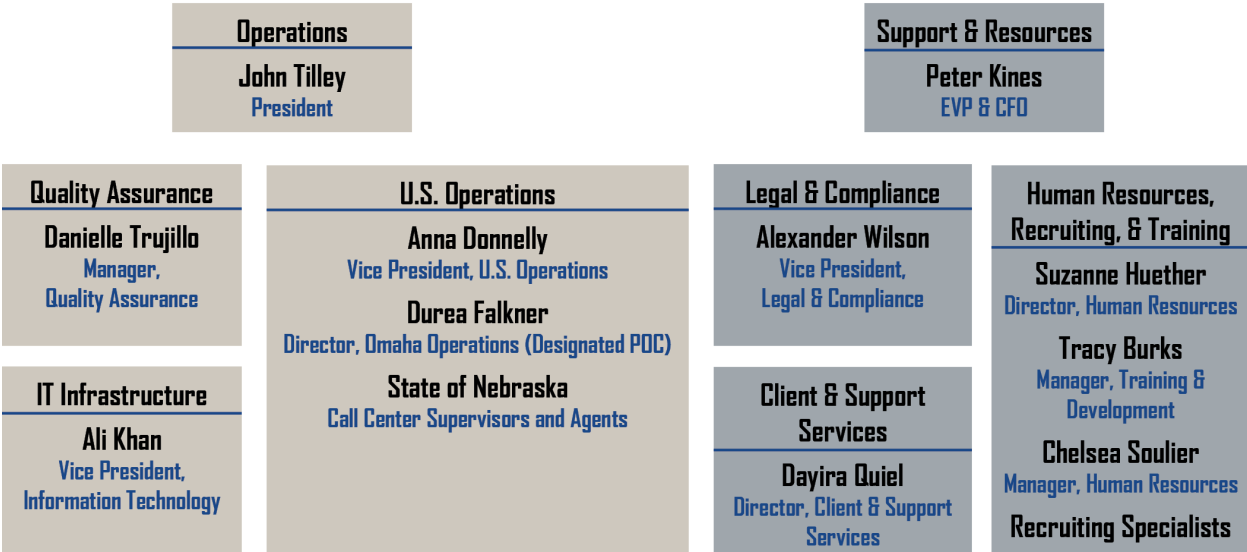 Operations
John Tilley
President
Support & Resources
Peter Kines
EVP & CFO
Quality Assurance
Danielle Trujillo
Manager,
Quality Assurance
IT Infrastructure
Ali Khan
Vice President,
Information Technology
U.S. Operations
Anna Donnelly
Vice President, U.S. Operations
Durea Falkner
Director, Omaha Operations (Designated POC)
State of Nebraska
Call Center Supervisors and Agents
Legal & Compliance
Alexander Wilson
Vice President,
Legal & Compliance
Client & Support
Services
Dayira Quiel
Director, Client & Support
Services
Human Resources,
Recruiting, & Training
Suzanne Huether
Director, Human Resources
Tracy Burks
Manager, Training &
Development
Chelsea Soulier
Manager, Human Resources
Recruiting Specialists